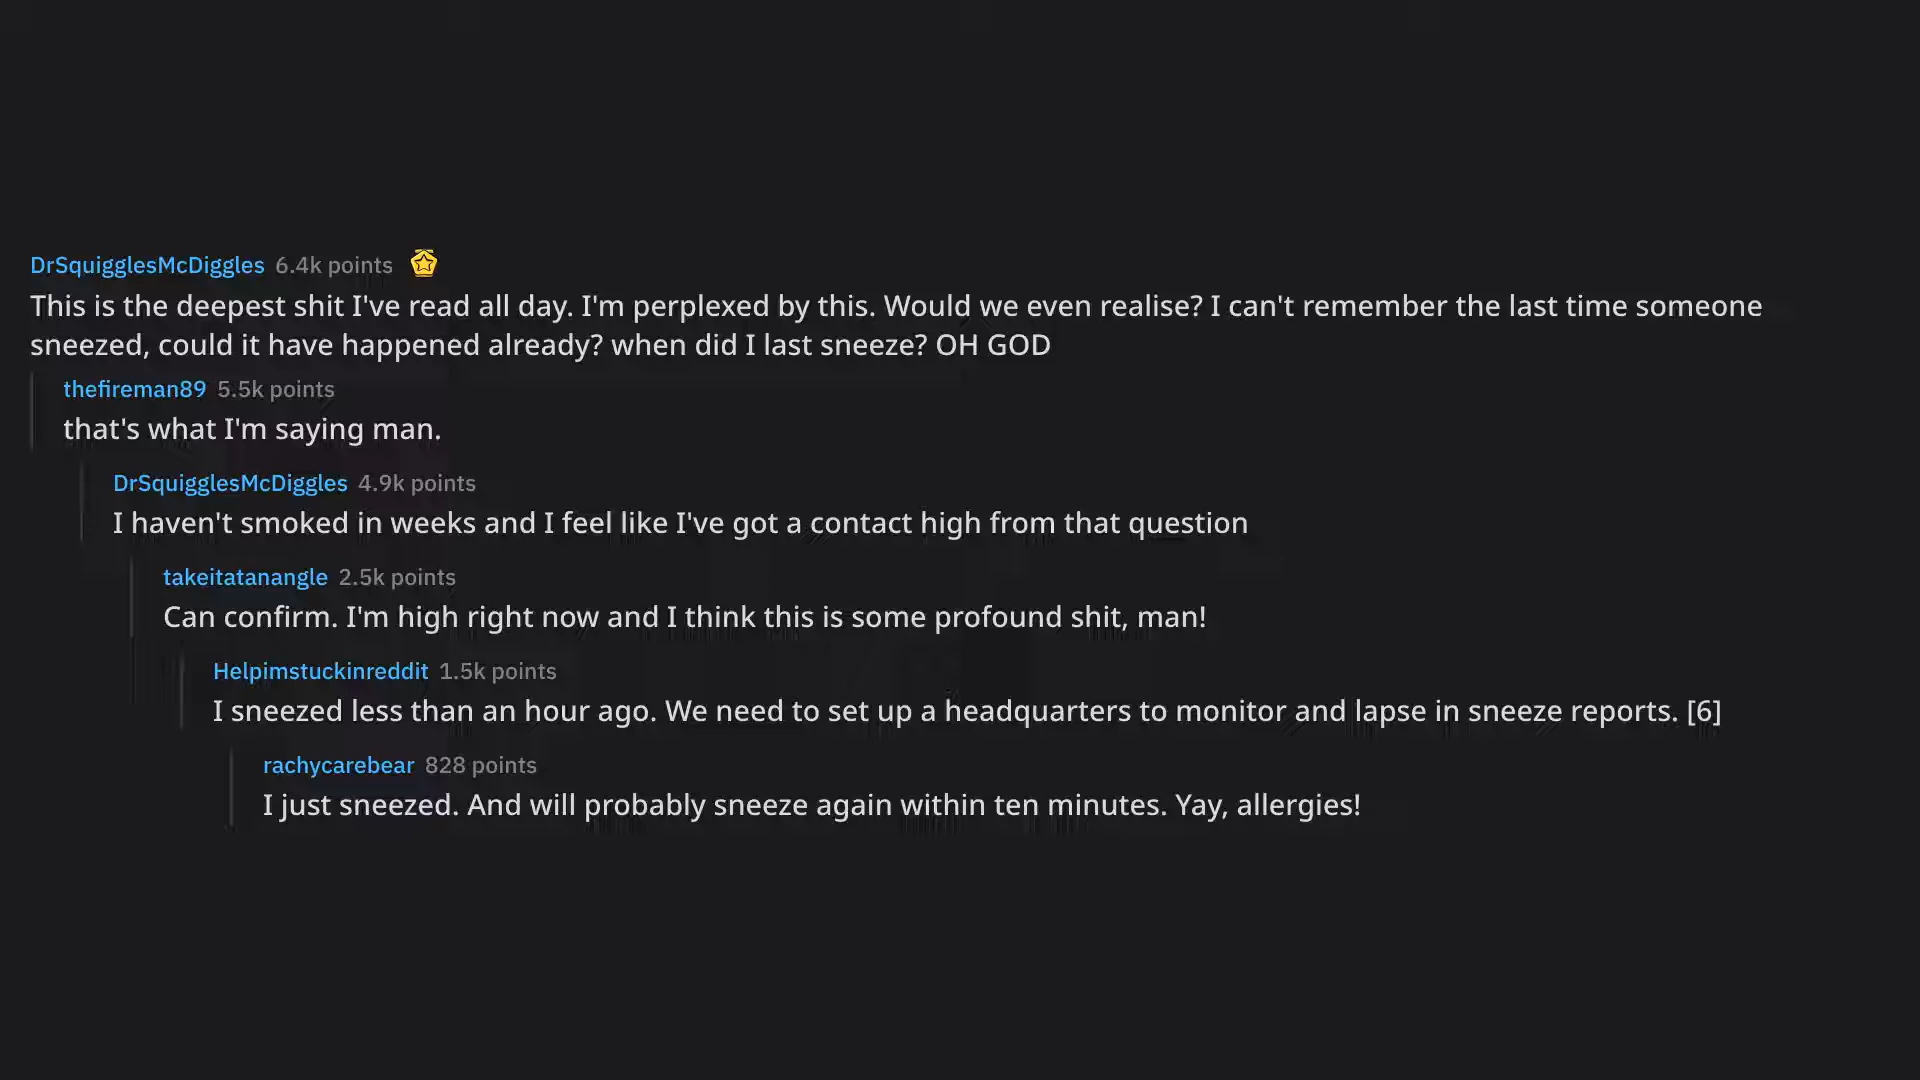 DrSquigglesMcDiggles 6.4k points
This is the deepest shit I've read all day. I'm perplexed by this. Would we even realise? I can't remember the last time someone
sneezed, could it have happened already? when did I last sneeze? OH GOD
thefireman89 5.5k points
that's what I'm saying man.
DrSquigglesMcDiggles 4.9k points
I haven't smoked in weeks and I feel like I've got a contact high from that question
takeitatanangle 2.5k points
Can confirm. I'm high right now and I think this is some profound shit, man!
Helpimstuckinreddit 1.5k points
I sneezed less than an hour ago. We need to set up a headquarters to monitor and lapse in sneeze reports. [6]
rachycarebear 828 points
I just sneezed. And will probably sneeze again within ten minutes. Yay, allergies!